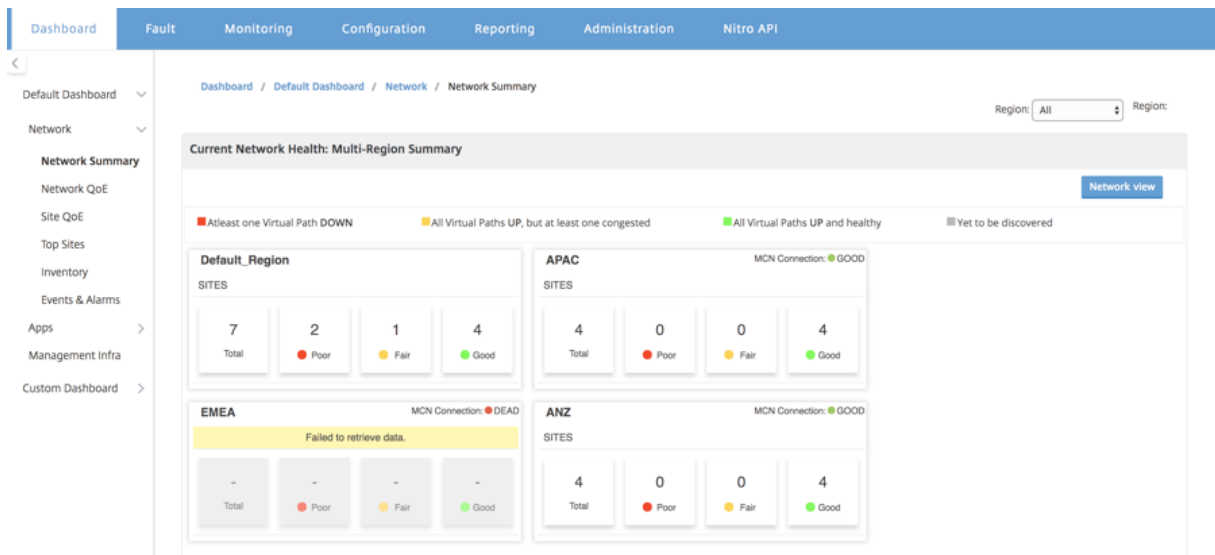 Dashboard Fault Monitoring Configuration Reporting Administration Nitro API
<
Default Dashboard
Network
Network Summary
Network QoE
Site QoE
Top Sites
Inventory
Events & Alarms
Apps >
Management Infra
Custom Dashboard >
Dashboard / Default Dashboard / Network / Network Summary
Region: All Region:
Current Network Health: Multi-Region Summary
Network view
Atleast one Virtual Path DOWN All Virtual Paths UP, but at least one congested All Virtual Paths UP and healthy Yet to be discovered
Default_Region
SITES
7 2 1 4
Total Poor Fair Good
APAC MCN Connection: GOOD
SITES
4 0 0 4
Total Poor Fair Good
EMEA MCN Connection: DEAD
Failed to retrieve data.
- - - -
Total Poor Fair Good
ANZ MCN Connection: GOOD
SITES
4 0 0 4
Total Poor Fair Good